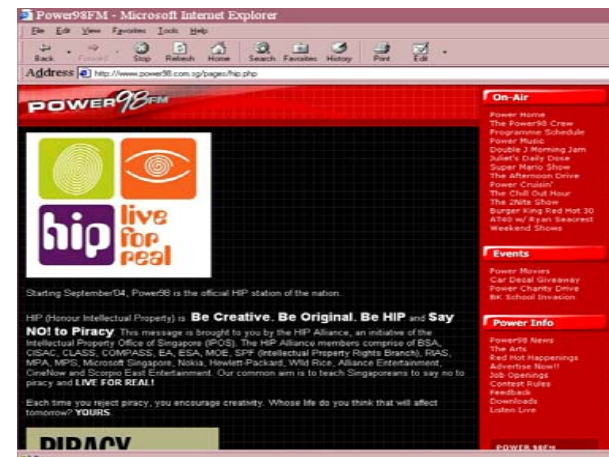 Power98FM - Microsoft Internet Explorer
File Edit View Favorites Tools Help
Back Forward Stop Refresh Home Search Favorites History Print Edit
Address http://www.power98.com.sg/pages/hip.php
POWER98FM
hip live for real
Starting September'04, Power98 is the official HIP station of the nation.
HIP (Honour Intellectual Property) is Be Creative. Be Original. Be HIP and Say
NO! to Piracy. This message is brought to you by the HIP Alliance, an initiatve of the
Intellectual Property Office of Singapore (IPOS). The HIP Alliance members comprise of BSA,
CISAC, CLASS, COMPASS, EA, ESA, MOE, SPF (Intellectual Property Rights Branch), RIAS,
MPA, MPS, Microsoft Singapore, Nokia, Hewlett-Packard, Wild Rice, Alliance Entertainment,
CineNow and Scorpio East Entertainment. Our common aim is to teach Singaporeans to say no to
piracy and LIVE FOR REAL!
Each time you reject piracy, you encourage creativity. Whose life do you think that will affect
tomorrow? YOURS.
PIRACY
On-Air
Power Home
The Power98 Crew
Programme Schedule
Power Music
Double J Morning Jam
Juliet's Daily Dose
Super Mario Show
The Afternoon Drive
Power Cruisin'
The Chill Out Hour
The 2Nite Show
Burger King Red Hot 30
AT40 w/ Ryan Seacrest
Weekend Shows
Events
Power Movies
Car Decal Giveaway
Power Charity Drive
BK School Invasion
Power Info
Power98 News
The Arts
Red Hot Happenings
Advertise Now!!
Job Openings
Contest Rules
Feedback
Downloads
Listen Live
POWER 98FM